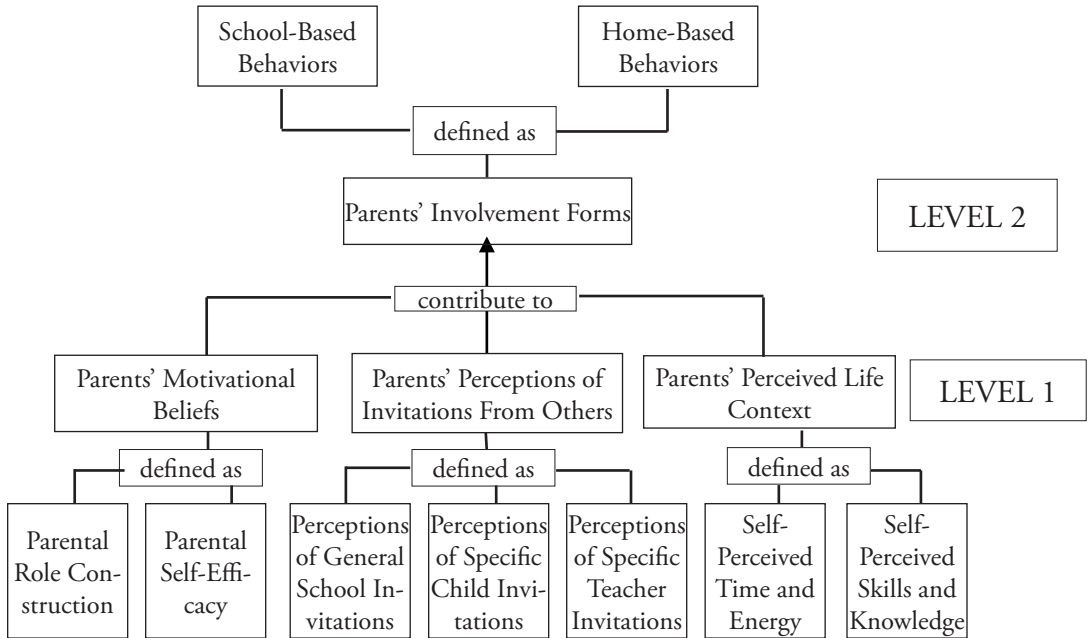 School-Based
Behaviors
Home-Based
Behaviors
defined as
Parents’ Involvement Forms
LEVEL 2
contribute to
Parents’ Motivational
Beliefs
Parents’ Perceptions of
Invitations From Others
Parents’ Perceived Life
Context
LEVEL 1
defined as
defined as
defined as
Parental
Role Con-
struction
Parental
Self-Effi-
cacy
Perceptions
of General
School In-
vitations
Perceptions
of Specific
Child Invi-
tations
Perceptions
of Specific
Teacher
Invitations
Self-
Perceived
Time and
Energy
Self-
Perceived
Skills and
Knowledge